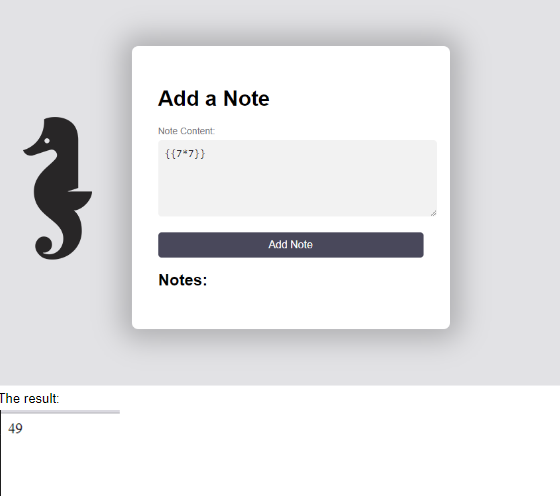 Add a Note
Note Content:
{{7*7}}
Add Note
Notes:
The result:
49